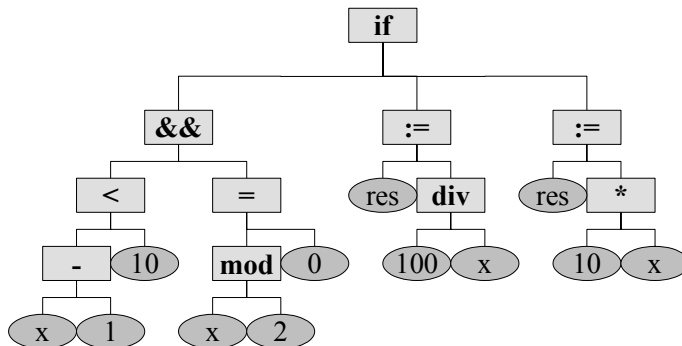 if
&& := :=
< = res div res *
- 10 mod 0 100 x 10 x
x 1 x 2